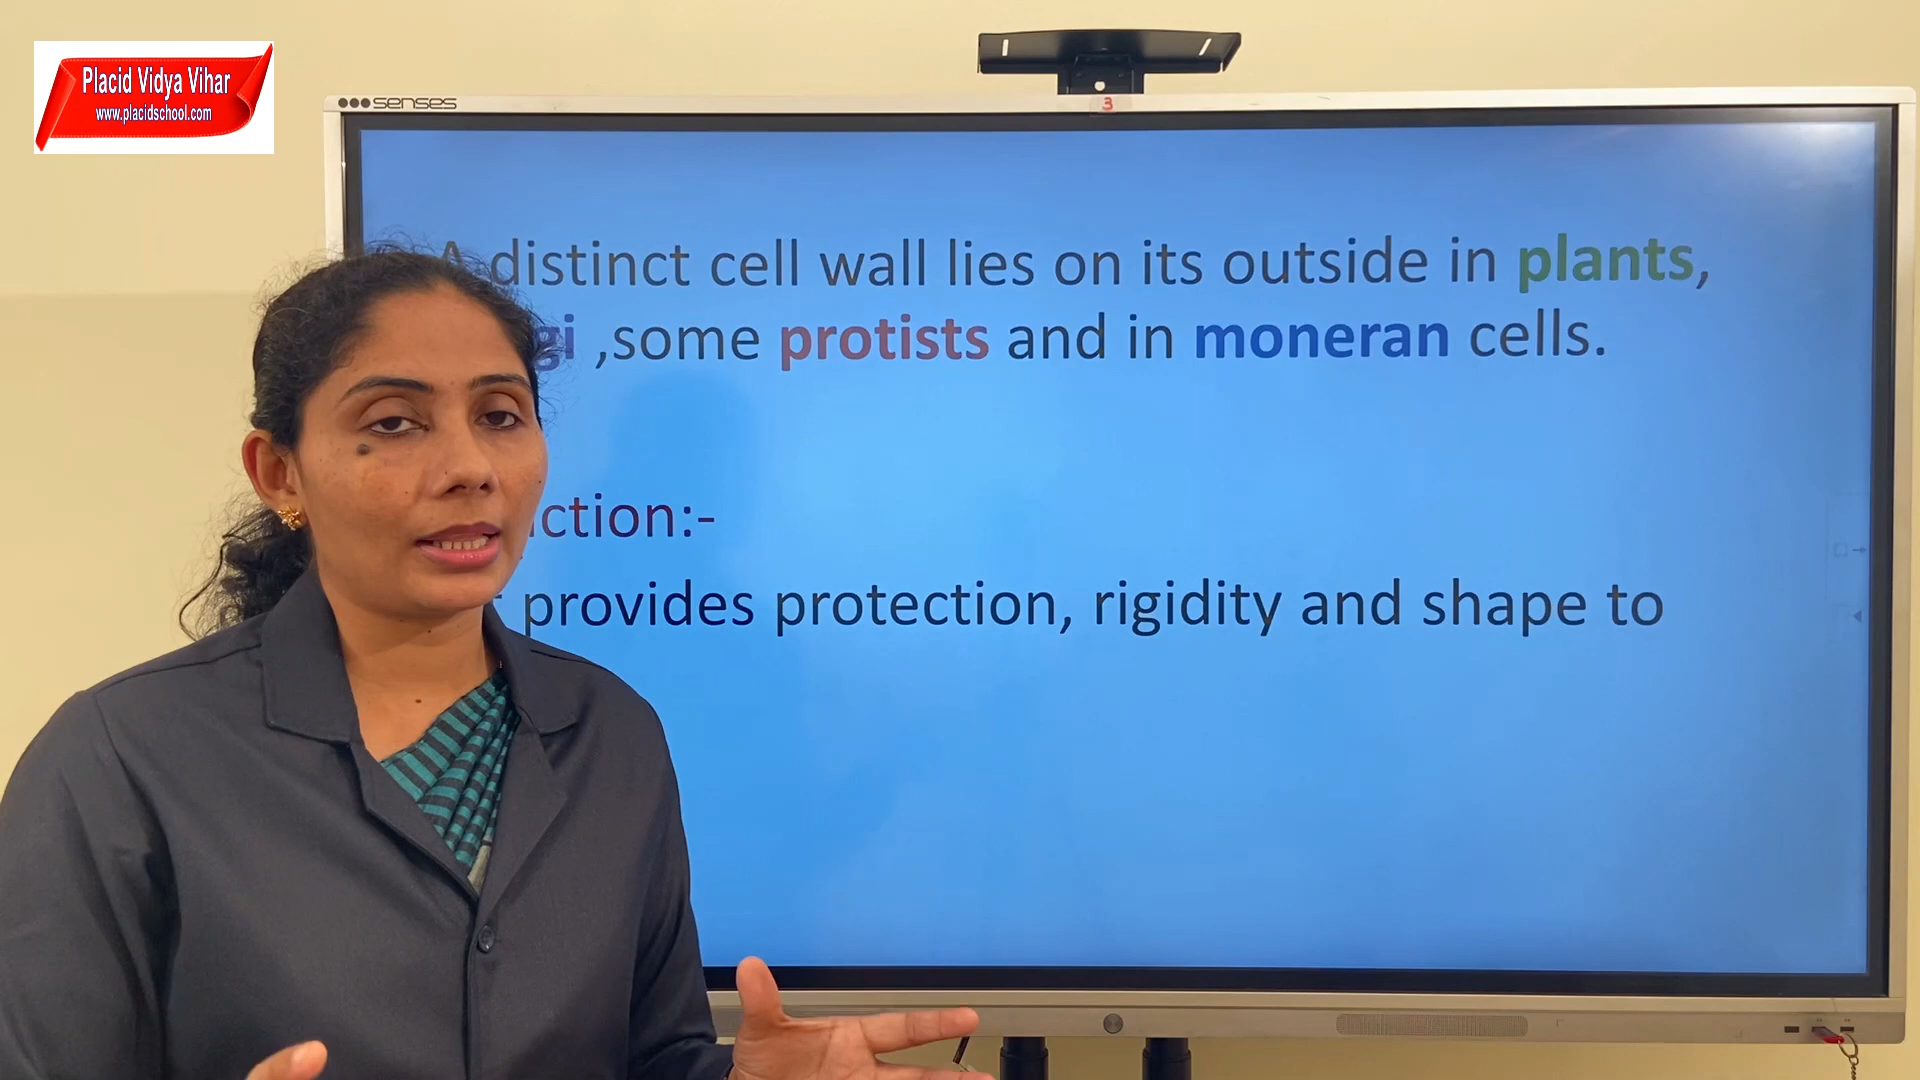 Placid Vidya Vihar
www.placidschool.com
senses
3
A distinct cell wall lies on its outside in plants,
,some protists and in moneran cells.
provides protection, rigidity and shape to